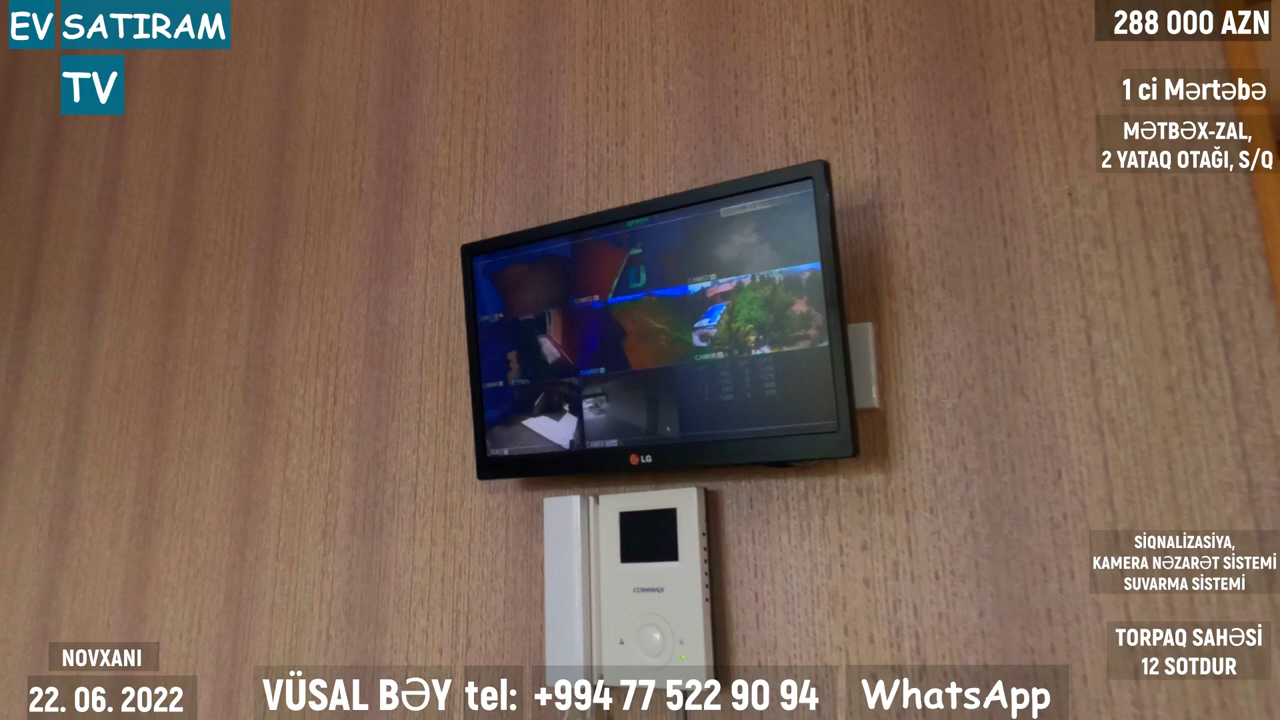 EV SATIRAM
TV
288 000 AZN
1 ci Mərtəbə
MƏTBƏX-ZAL,
2 YATAQ OTAĞI, S/Q
LG
COMMAX
SİQNALİZASİYA,
KAMERA NƏZARƏT SİSTEMİ
SUVARMA SİSTEMİ
TORPAQ SAHƏSİ
12 SOTDUR
NOVXANI
22. 06. 2022
VÜSAL BƏY tel: +994 77 522 90 94 WhatsApp